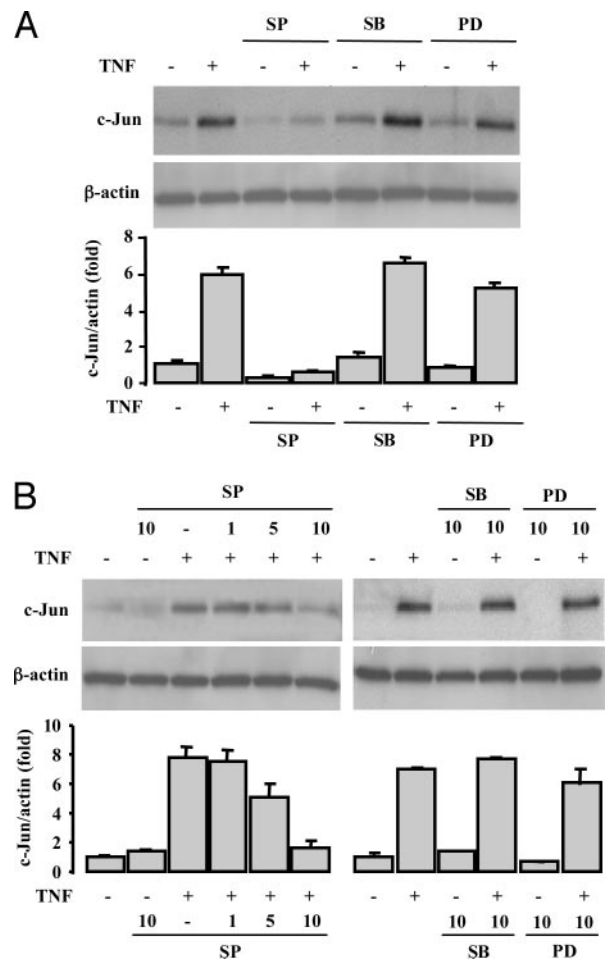 A
SP SB PD
TNF - + - + - + - +
c-Jun
β-actin
c-Jun/actin (fold)
8
6
4
2
0
TNF - + - + - + - +
SP SB PD
B
SP SB PD
10 - 1 5 10 10 10 10 10
TNF - - + + + + - + - + - +
c-Jun
β-actin
c-Jun/actin (fold)
10
8
6
4
2
0
TNF - - + + + + - + - + - +
10 - 1 5 10 10 10 10 10
SP SB PD